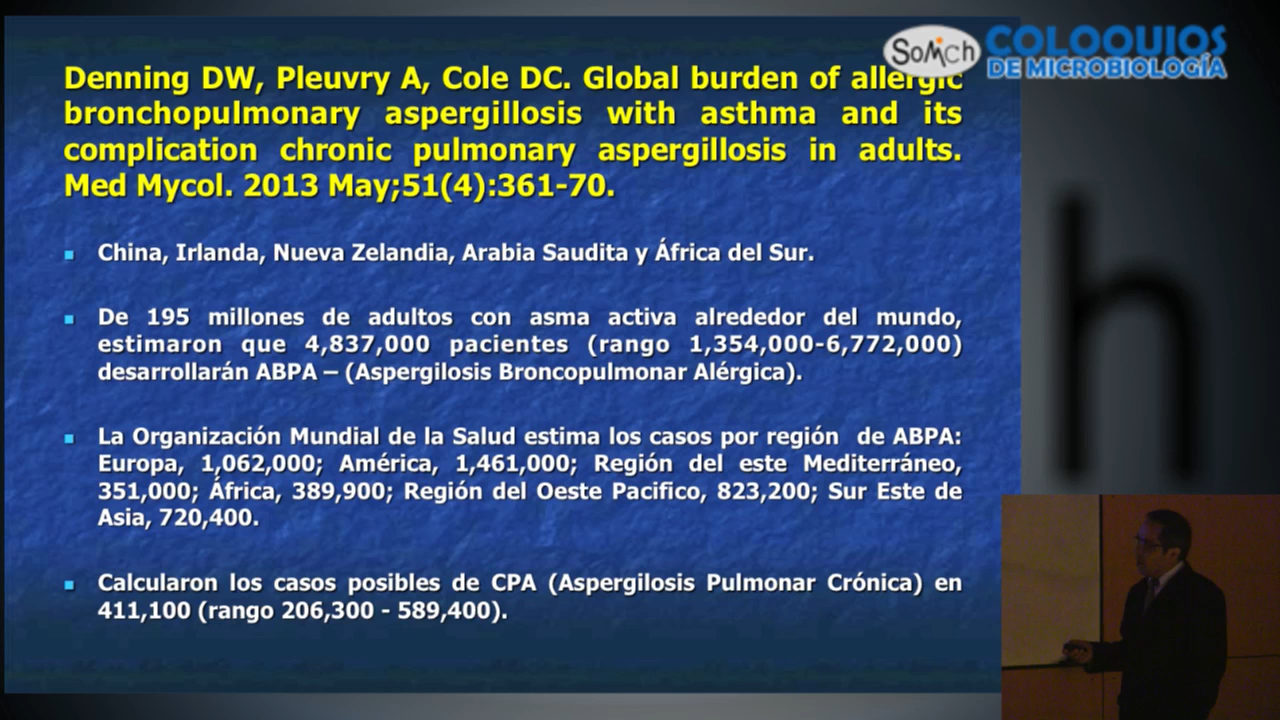 SOMiCh COLOQUIOS
DE MICROBIOLOGÍA
Denning DW, Pleuvry A, Cole DC. Global burden of allergic
bronchopulmonary aspergillosis with asthma and its
complication chronic pulmonary aspergillosis in adults.
Med Mycol. 2013 May;51(4):361-70.
China, Irlanda, Nueva Zelandia, Arabia Saudita y África del Sur.
De 195 millones de adultos con asma activa alrededor del mundo,
estimaron que 4,837,000 pacientes (rango 1,354,000-6,772,000)
desarrollarán ABPA – (Aspergilosis Broncopulmonar Alérgica).
La Organización Mundial de la Salud estima los casos por región de ABPA:
Europa, 1,062,000; América, 1,461,000; Región del este Mediterráneo,
351,000; África, 389,900; Región del Oeste Pacifico, 823,200; Sur Este de
Asia, 720,400.
Calcularon los casos posibles de CPA (Aspergilosis Pulmonar Crónica) en
411,100 (rango 206,300 - 589,400).
h